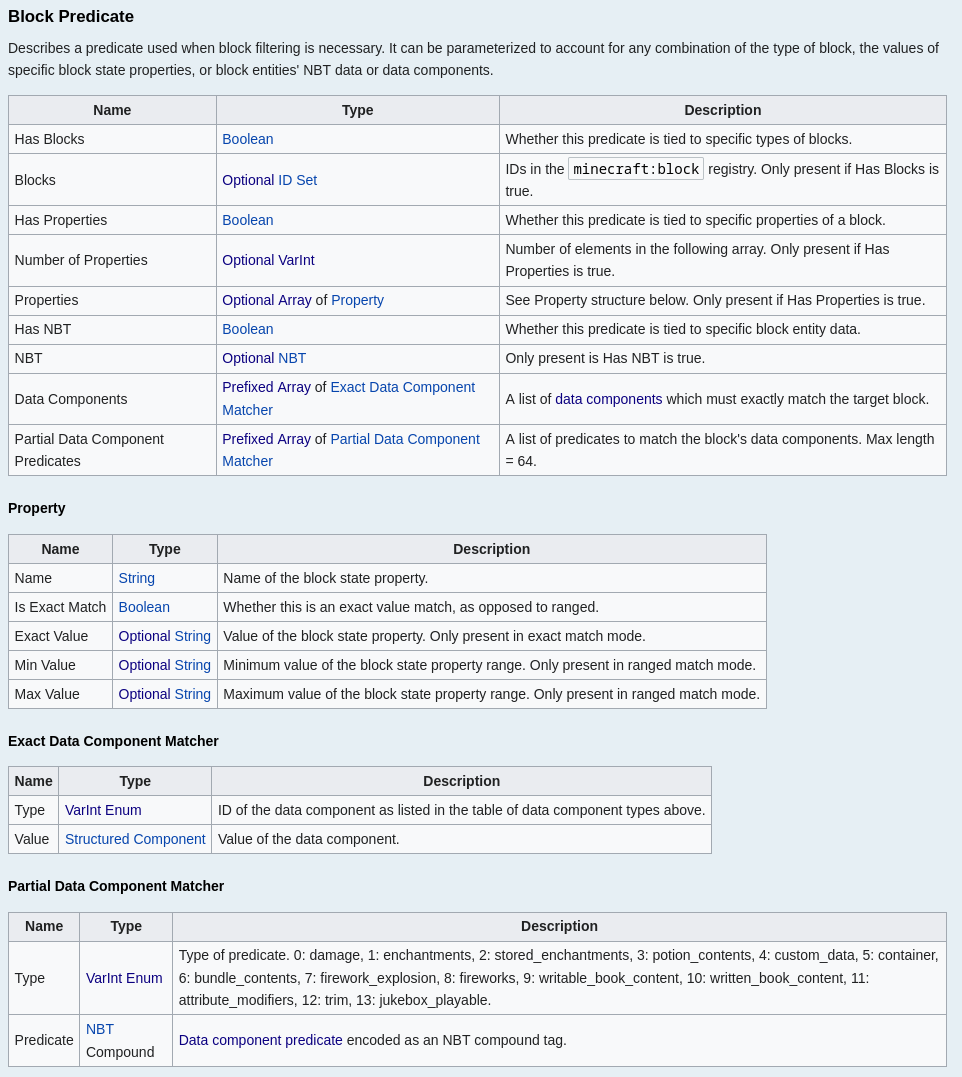 Block Predicate
Describes a predicate used when block filtering is necessary. It can be parameterized to account for any combination of the type of block, the values of
specific block state properties, or block entities' NBT data or data components.
Name Type Description
Has Blocks Boolean Whether this predicate is tied to specific types of blocks.
Blocks Optional ID Set IDs in the minecraft:block registry. Only present if Has Blocks is
true.
Has Properties Boolean Whether this predicate is tied to specific properties of a block.
Number of Properties Optional VarInt Number of elements in the following array. Only present if Has
Properties is true.
Properties Optional Array of Property See Property structure below. Only present if Has Properties is true.
Has NBT Boolean Whether this predicate is tied to specific block entity data.
NBT Optional NBT Only present is Has NBT is true.
Data Components Prefixed Array of Exact Data Component
Matcher A list of data components which must exactly match the target block.
Partial Data Component
Predicates Prefixed Array of Partial Data Component
Matcher A list of predicates to match the block's data components. Max length
= 64.
Property
Name Type Description
Name String Name of the block state property.
Is Exact Match Boolean Whether this is an exact value match, as opposed to ranged.
Exact Value Optional String Value of the block state property. Only present in exact match mode.
Min Value Optional String Minimum value of the block state property range. Only present in ranged match mode.
Max Value Optional String Maximum value of the block state property range. Only present in ranged match mode.
Exact Data Component Matcher
Name Type Description
Type VarInt Enum ID of the data component as listed in the table of data component types above.
Value Structured Component Value of the data component.
Partial Data Component Matcher
Name Type Description
Type VarInt Enum Type of predicate. 0: damage, 1: enchantments, 2: stored_enchantments, 3: potion_contents, 4: custom_data, 5: container,
6: bundle_contents, 7: firework_explosion, 8: fireworks, 9: writable_book_content, 10: written_book_content, 11:
attribute_modifiers, 12: trim, 13: jukebox_playable.
Predicate NBT
Compound Data component predicate encoded as an NBT compound tag.